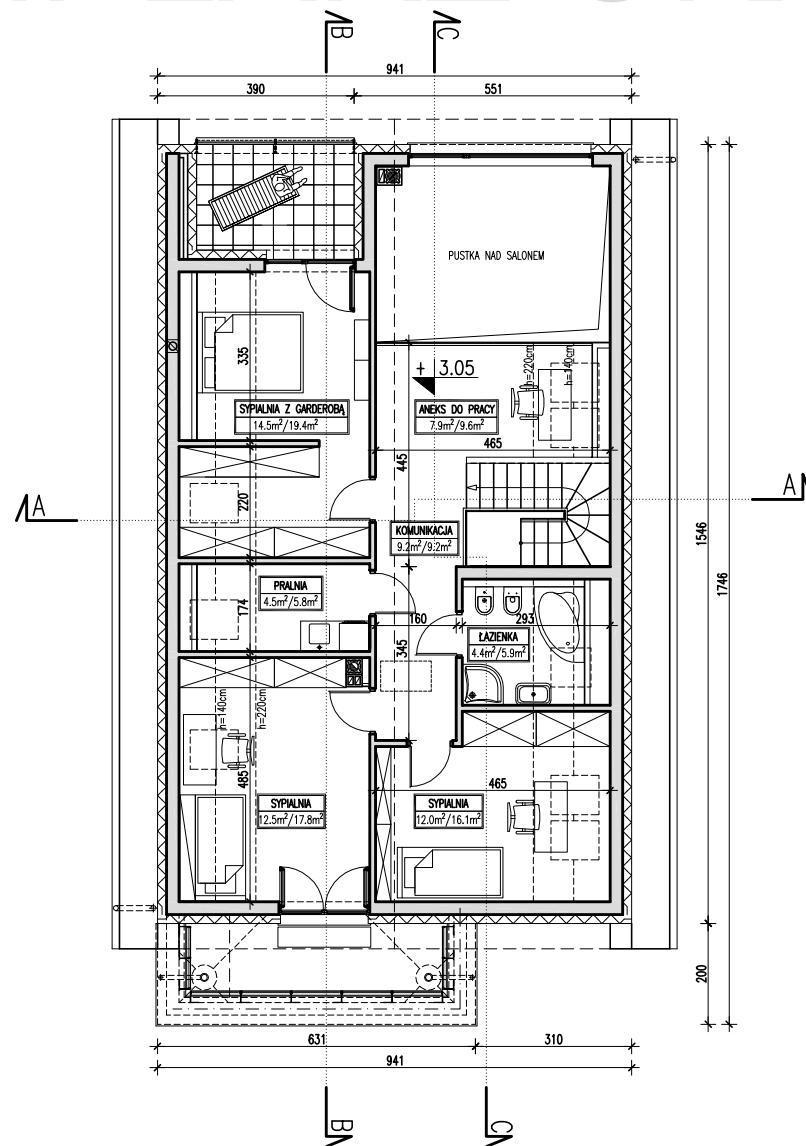 B
C
941
390
551
PUSTKA NAD SALONEM
335
+ 3.05
h=220cm
h=140cm
SYPIALNIA Z GARDEROBĄ
14.5m²/19.4m²
ANEKS DO PRACY
7.9m²/9.6m²
465
445
220
A
A
KOMUNIKACJA
9.2m²/9.2m²
1546
1746
PRALNIA
4.5m²/5.8m²
174
160
293
345
ŁAZIENKA
4.4m²/5.9m²
h=140cm
h=220cm
485
465
SYPIALNIA
12.5m²/17.8m²
SYPIALNIA
12.0m²/16.1m²
200
631
310
941
B
C